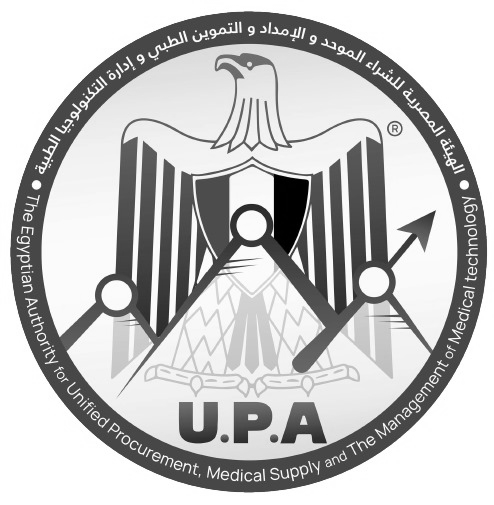 الهيئة المصرية للشراء الموحد و الإمداد و التموين الطبي و إدارة التكنولوجيا الطبية
®
U.P.A
The Egyptian Authority for Unified Procurement, Medical Supply and The Management of Medical technology